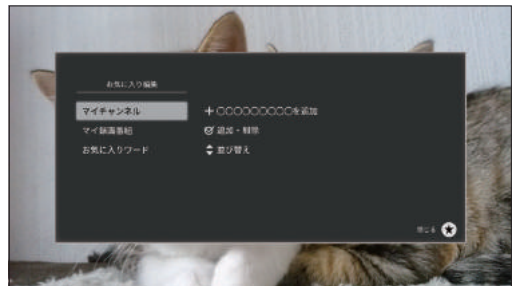 お気に入り編集
マイチャンネル
＋○○○○○○○○○を追加
マイ録画番組
追加・削除
お気に入りワード
並び替え
閉じる